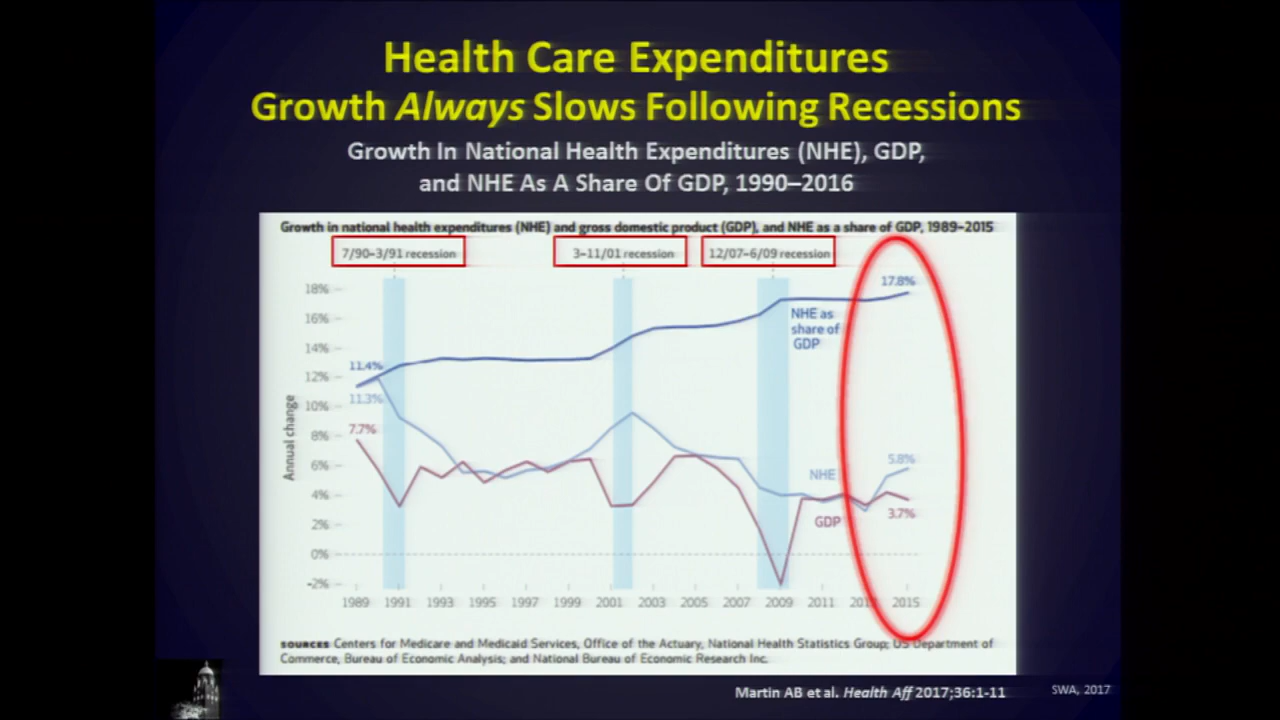 Health Care Expenditures
Growth Always Slows Following Recessions
Growth In National Health Expenditures (NHE), GDP,
and NHE As A Share Of GDP, 1990–2016
Growth in national health expenditures (NHE) and gross domestic product (GDP), and NHE as a share of GDP, 1989–2015
7/90–3/91 recession
3–11/01 recession
12/07–6/09 recession
18%
17.8%
16%
NHE as
share of
GDP
14%
12%
11.4%
11.3%
10%
Annual change
8%
7.7%
6%
5.8%
NHE
4%
3.7%
GDP
2%
0%
-2%
1989 1991 1993 1995 1997 1999 2001 2003 2005 2007 2009 2011 2015
SOURCES Centers for Medicare and Medicaid Services, Office of the Actuary, National Health Statistics Group; US Department of
Commerce, Bureau of Economic Analysis; and National Bureau of Economic Research Inc.
Martin AB et al. Health Aff 2017;36:1-11
SWA, 2017